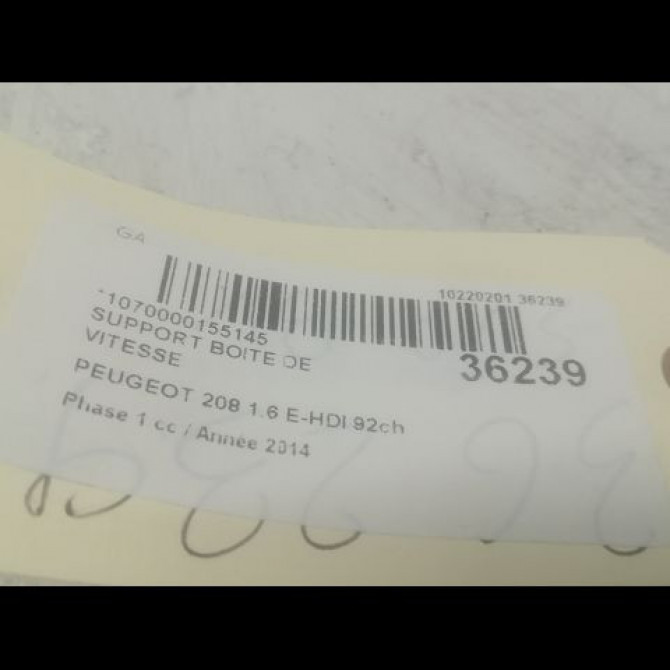 GA
10220201 36239
*1070000155145
36239
SUPPORT BOITE DE
VITESSE
PEUGEOT 208 1.6 E-HDI 92ch
Phase 1 cc / Année 2014